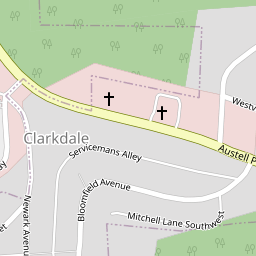 Westv
Clarkdale
Austell P
Servicemans Alley
Bloomfield Avenue
Newark Avenue
Mitchell Lane Southwest